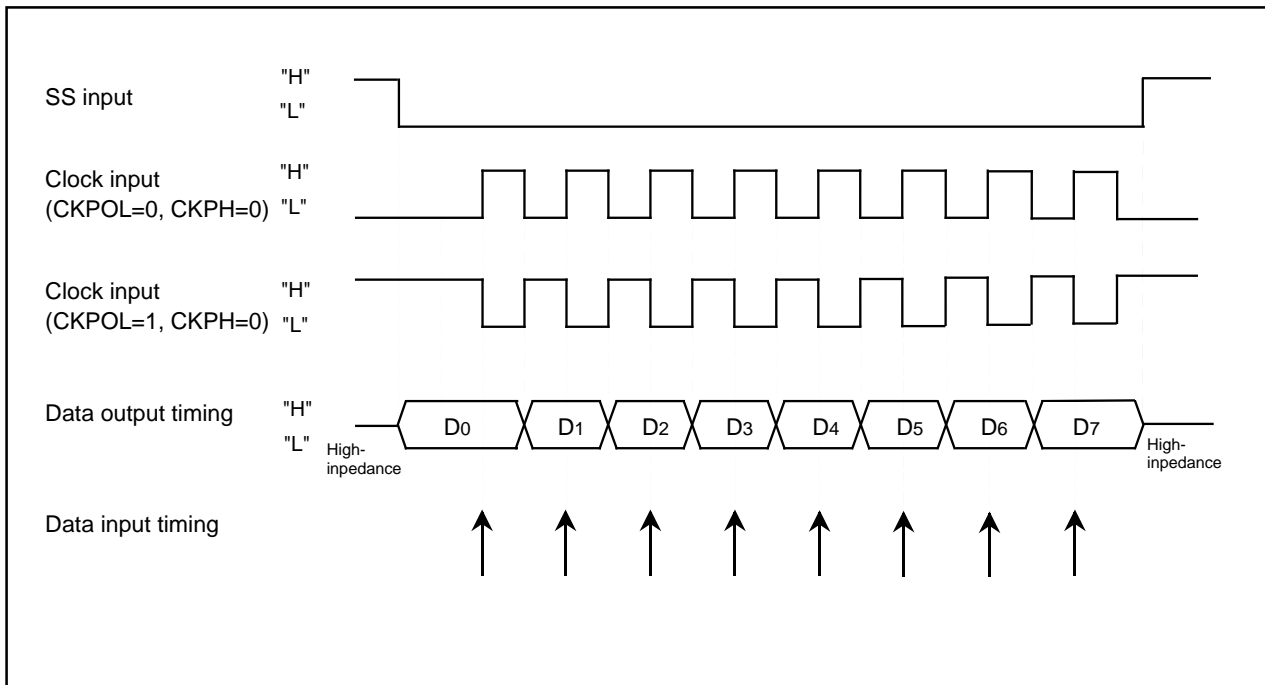 SS input
"H"
"L"
Clock input
(CKPOL=0, CKPH=0)
"H"
"L"
Clock input
(CKPOL=1, CKPH=0)
"H"
"L"
Data output timing
"H"
"L"
High-
inpedance
D0
D1
D2
D3
D4
D5
D6
D7
High-
inpedance
Data input timing